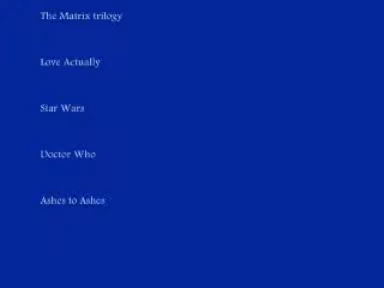 The Matrix trilogy
Love Actually
Star Wars
Doctor Who
Ashes to Ashes